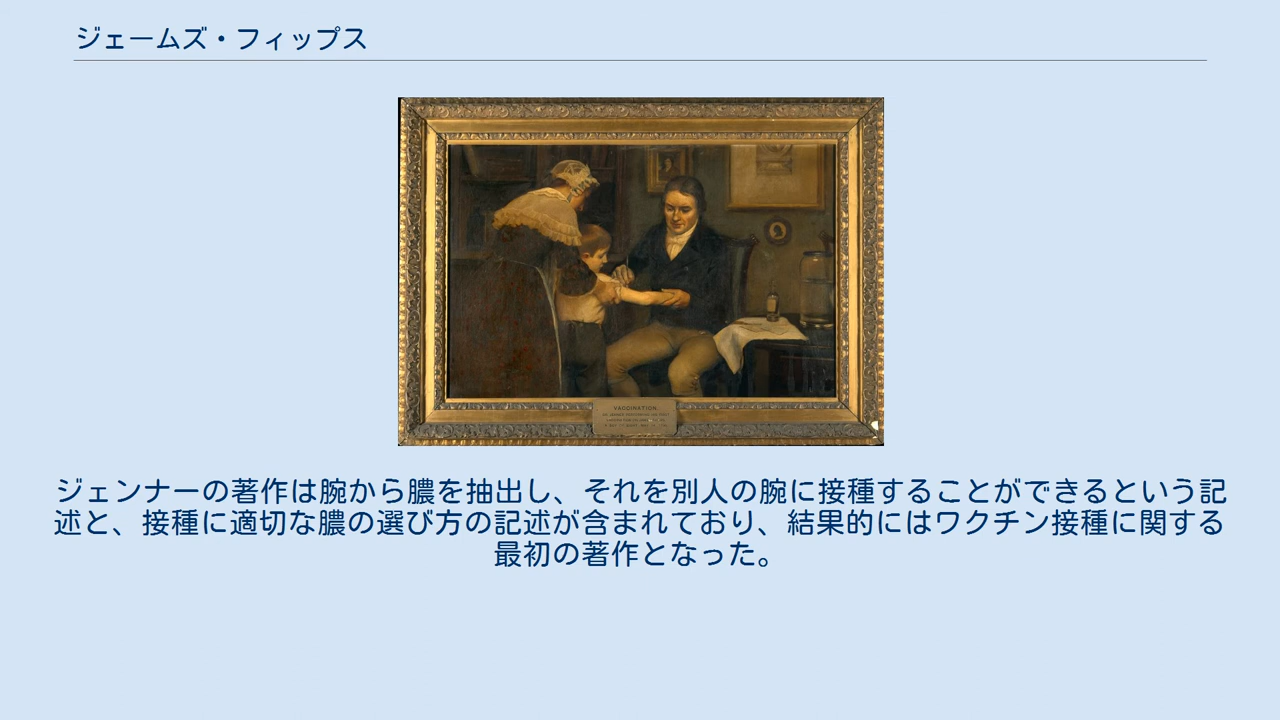 ジェームズ・フィップス
VACCINATION
ジェンナーの著作は腕から膿を抽出し、それを別人の腕に接種することができるという記
述と、接種に適切な膿の選び方の記述が含まれており、結果的にはワクチン接種に関する
最初の著作となった。